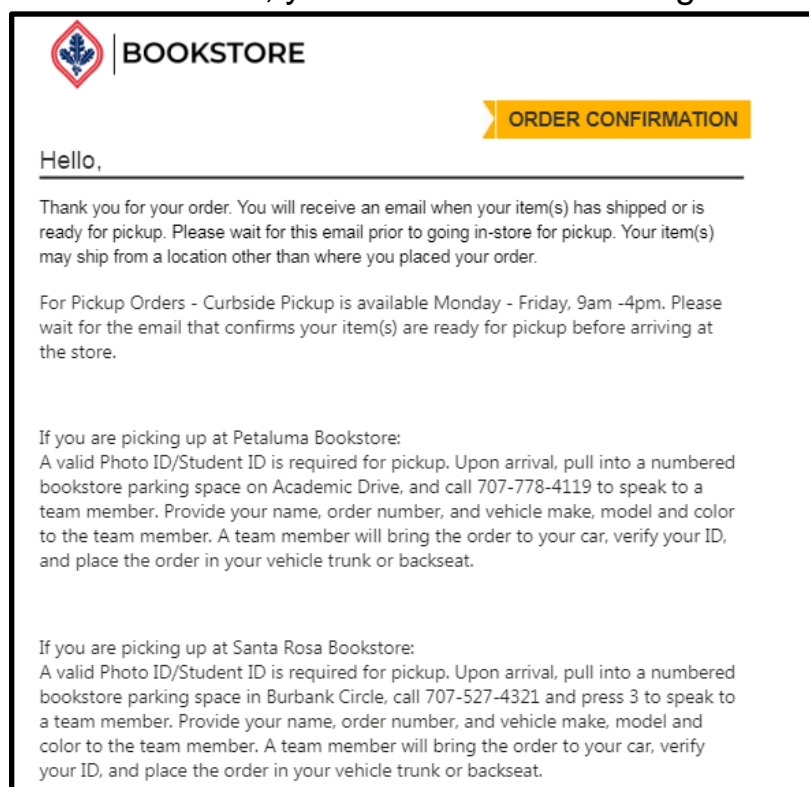 BOOKSTORE
ORDER CONFIRMATION
Hello,
Thank you for your order. You will receive an email when your item(s) has shipped or is
ready for pickup. Please wait for this email prior to going in-store for pickup. Your item(s)
may ship from a location other than where you placed your order.
For Pickup Orders - Curbside Pickup is available Monday - Friday, 9am -4pm. Please
wait for the email that confirms your item(s) are ready for pickup before arriving at
the store.
If you are picking up at Petaluma Bookstore:
A valid Photo ID/Student ID is required for pickup. Upon arrival, pull into a numbered
bookstore parking space on Academic Drive, and call 707-778-4119 to speak to a
team member. Provide your name, order number, and vehicle make, model and color
to the team member. A team member will bring the order to your car, verify your ID,
and place the order in your vehicle trunk or backseat.
If you are picking up at Santa Rosa Bookstore:
A valid Photo ID/Student ID is required for pickup. Upon arrival, pull into a numbered
bookstore parking space in Burbank Circle, call 707-527-4321 and press 3 to speak to
a team member. Provide your name, order number, and vehicle make, model and
color to the team member. A team member will bring the order to your car, verify
your ID, and place the order in your vehicle trunk or backseat.